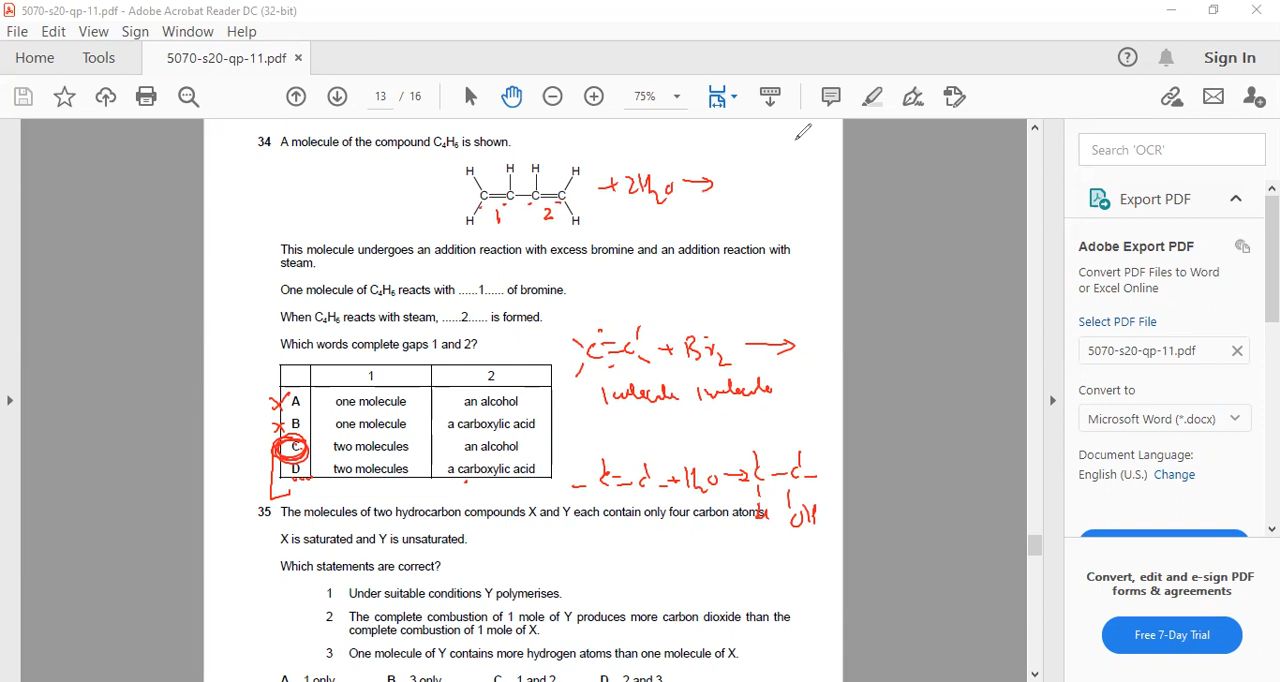 5070-s20-qp-11.pdf - Adobe Acrobat Reader DC (32-bit)
File Edit View Sign Window Help
Home Tools 5070-s20-qp-11.pdf × Sign In
13 / 16 75%
34 A molecule of the compound C₄H₆ is shown.
H H H H
C=C-C=C + 2H₂O →
H 1 2 H
This molecule undergoes an addition reaction with excess bromine and an addition reaction with
steam.
One molecule of C₄H₆ reacts with ......1...... of bromine.
When C₄H₆ reacts with steam, ......2...... is formed.
Which words complete gaps 1 and 2?
C=C + Br₂ →
1 molecule 1 molecule
1 2
A one molecule an alcohol
B one molecule a carboxylic acid
C two molecules an alcohol
D two molecules a carboxylic acid
C=C + H₂O → C-C
H OH
35 The molecules of two hydrocarbon compounds X and Y each contain only four carbon atoms.
X is saturated and Y is unsaturated.
Which statements are correct?
1 Under suitable conditions Y polymerises.
2 The complete combustion of 1 mole of Y produces more carbon dioxide than the
complete combustion of 1 mole of X.
3 One molecule of Y contains more hydrogen atoms than one molecule of X.
A 1 only B 3 only C 1 and 2 D 2 and 3
Search 'OCR'
Export PDF
Adobe Export PDF
Convert PDF Files to Word
or Excel Online
Select PDF File
5070-s20-qp-11.pdf
Convert to
Microsoft Word (*.docx)
Document Language:
English (U.S.) Change
Convert, edit and e-sign PDF
forms & agreements
Free 7-Day Trial